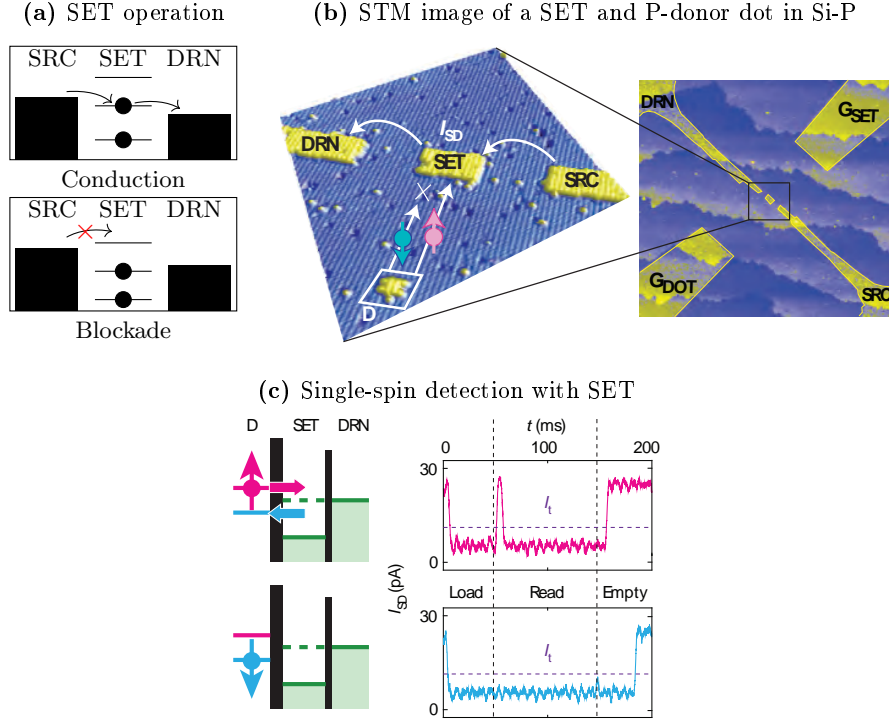 (a) SET operation
SRC SET DRN
Conduction
SRC SET DRN
Blockade
(b) STM image of a SET and P-donor dot in Si-P
DRN
I_SD
SET
SRC
D
DRN
G_SET
G_DOT
SRC
(c) Single-spin detection with SET
D SET DRN
t (ms)
0 100 200
30
I_t
0
Load Read Empty
I_SD (pA)
30
I_t
0